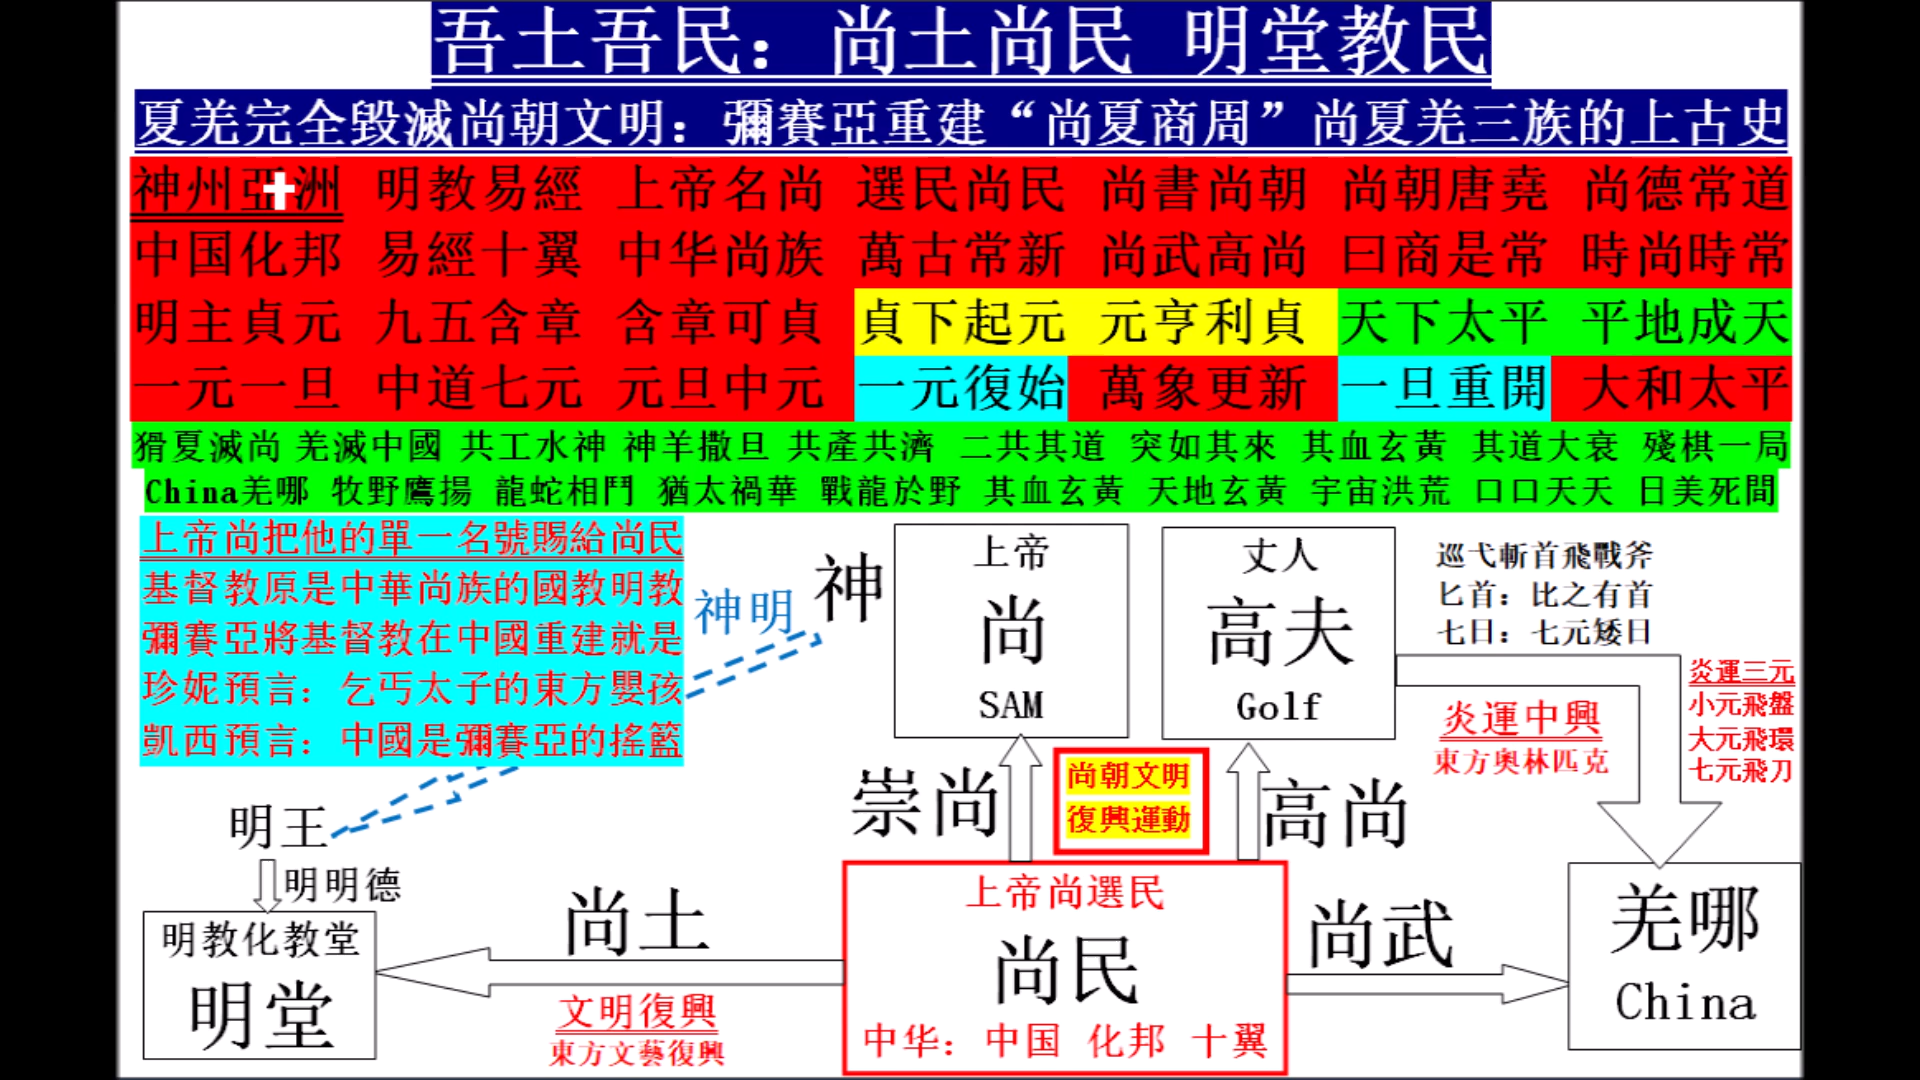 吾土吾民：尚土尚民 明堂教民
夏羌完全毀滅尚朝文明：彌賽亞重建“尚夏商周”尚夏羌三族的上古史
神州亞洲 明教易經 上帝名尚 選民尚民 尚書尚朝 尚朝唐堯 尚德常道
中国化邦 易經十翼 中华尚族 萬古常新 尚武高尚 曰商是常 時尚時常
明主貞元 九五含章 含章可貞 貞下起元 元亨利貞 天下太平 平地成天
一元一旦 中道七元 元旦中元 一元復始 萬象更新 一旦重開 大和太平
猾夏滅尚 羌滅中國 共工水神 神羊撒旦 共產共濟 二共其道 突如其來 其血玄黃 其道大衰 殘棋一局
China羌哪 牧野鷹揚 龍蛇相鬥 猶太禍華 戰龍於野 其血玄黃 天地玄黃 宇宙洪荒 口口天天 日美死間
上帝尚把他的單一名號賜給尚民
基督教原是中華尚族的國教明教
彌賽亞將基督教在中國重建就是
珍妮預言：乞丐太子的東方嬰孩
凱西預言：中國是彌賽亞的搖籃
神明
神
上帝
尚
SAM
丈人
高夫
Golf
巡弋斬首飛戰斧
匕首：比之有首
七日：七元矮日
炎運中興
東方奧林匹克
炎運三元
小元飛盤
大元飛環
七元飛刀
崇尚
尚朝文明
復興運動
高尚
明王
明明德
明教化教堂
明堂
尚土
文明復興
東方文藝復興
上帝尚選民
尚民
中华：中国 化邦 十翼
尚武
羌哪
China